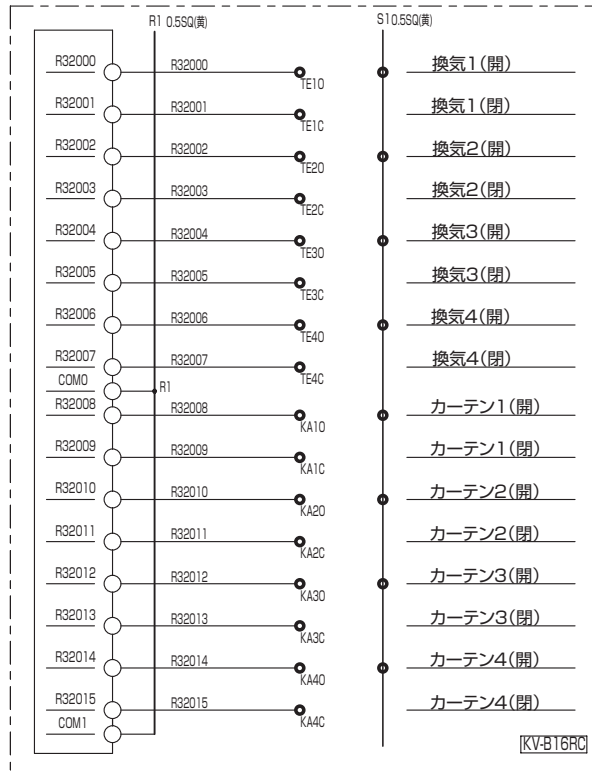 R1 0.5SQ(黄) S1 0.5SQ(黄)
R32000 R32000 TE1O 換気1(開)
R32001 R32001 TE1C 換気1(閉)
R32002 R32002 TE2O 換気2(開)
R32003 R32003 TE2C 換気2(閉)
R32004 R32004 TE3O 換気3(開)
R32005 R32005 TE3C 換気3(閉)
R32006 R32006 TE4O 換気4(開)
R32007 R32007 TE4C 換気4(閉)
COM0 R1
R32008 R32008 KA1O カーテン1(開)
R32009 R32009 KA1C カーテン1(閉)
R32010 R32010 KA2O カーテン2(開)
R32011 R32011 KA2C カーテン2(閉)
R32012 R32012 KA3O カーテン3(開)
R32013 R32013 KA3C カーテン3(閉)
R32014 R32014 KA4O カーテン4(開)
R32015 R32015 KA4C カーテン4(閉)
COM1
KV-B16RC